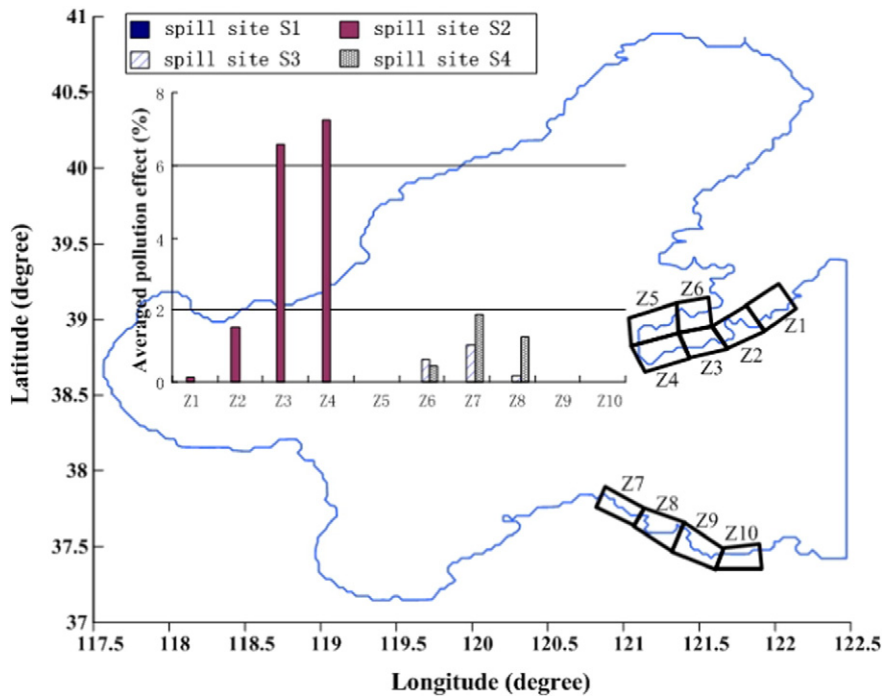 spill site S1 spill site S2
spill site S3 spill site S4
Averaged pollution effect (%)
8
6
4
2
0
Z1 Z2 Z3 Z4 Z5 Z6 Z7 Z8 Z9 Z10
Latitude (degree)
41
40.5
40
39.5
39
38.5
38
37.5
37
Z5 Z6 Z1
Z2
Z4 Z3
Z7
Z8
Z9
Z10
117.5 118 118.5 119 119.5 120 120.5 121 121.5 122 122.5
Longitude (degree)